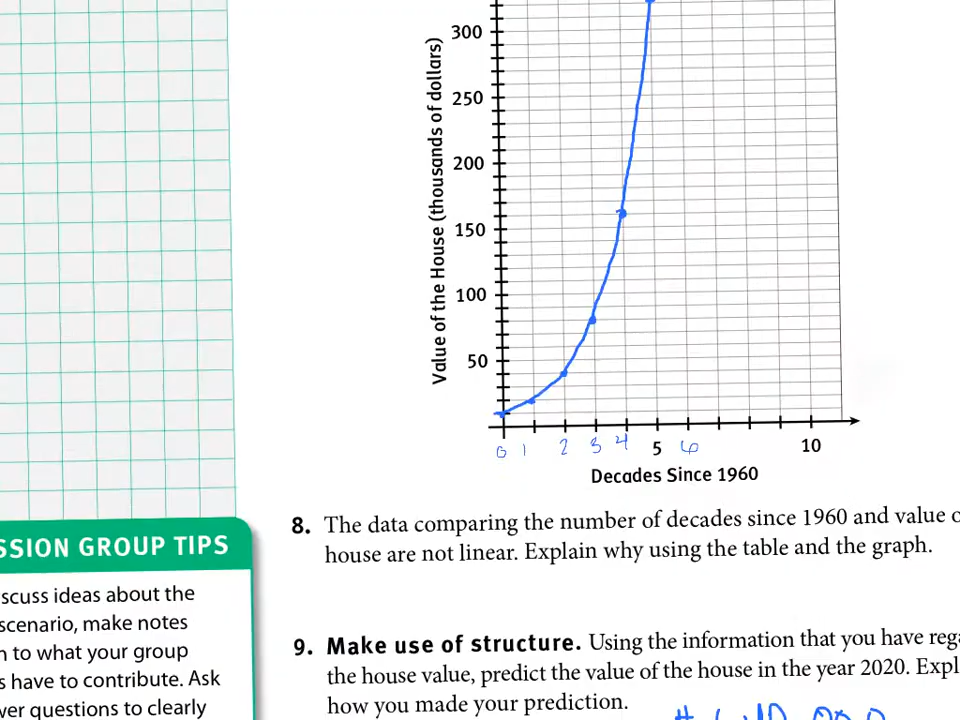 300
250
200
150
100
50
Value of the House (thousands of dollars)
0 1 2 3 4 5 6 10
Decades Since 1960
8. The data comparing the number of decades since 1960 and value o
house are not linear. Explain why using the table and the graph.
SSION GROUP TIPS
scuss ideas about the
scenario, make notes
n to what your group
s have to contribute. Ask
wer questions to clearly
9. Make use of structure. Using the information that you have rega
the house value, predict the value of the house in the year 2020. Expl
how you made your prediction.